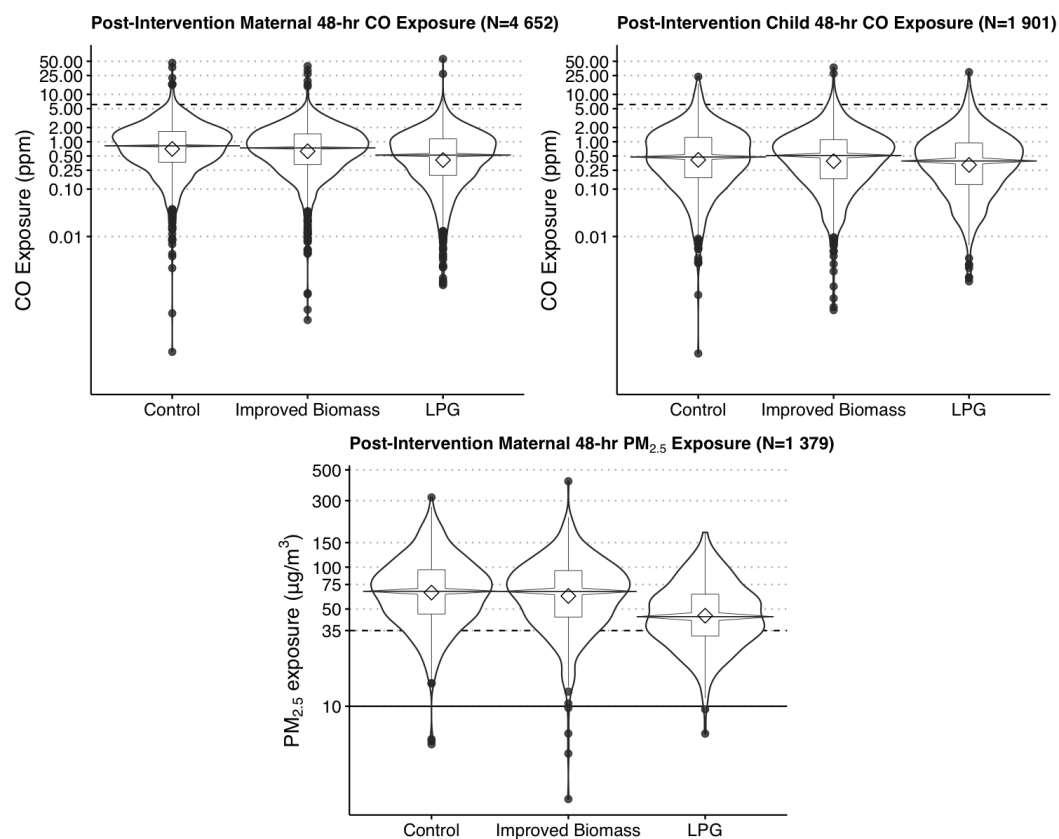 Post-Intervention Maternal 48-hr CO Exposure (N=4 652)
CO Exposure (ppm)
50.00
25.00
10.00
5.00
2.00
1.00
0.50
0.25
0.10
0.01
Control
Improved Biomass
LPG
Post-Intervention Child 48-hr CO Exposure (N=1 901)
CO Exposure (ppm)
50.00
25.00
10.00
5.00
2.00
1.00
0.50
0.25
0.10
0.01
Control
Improved Biomass
LPG
Post-Intervention Maternal 48-hr PM2.5 Exposure (N=1 379)
PM2.5 exposure (µg/m³)
500
300
150
100
75
50
35
10
Control
Improved Biomass
LPG